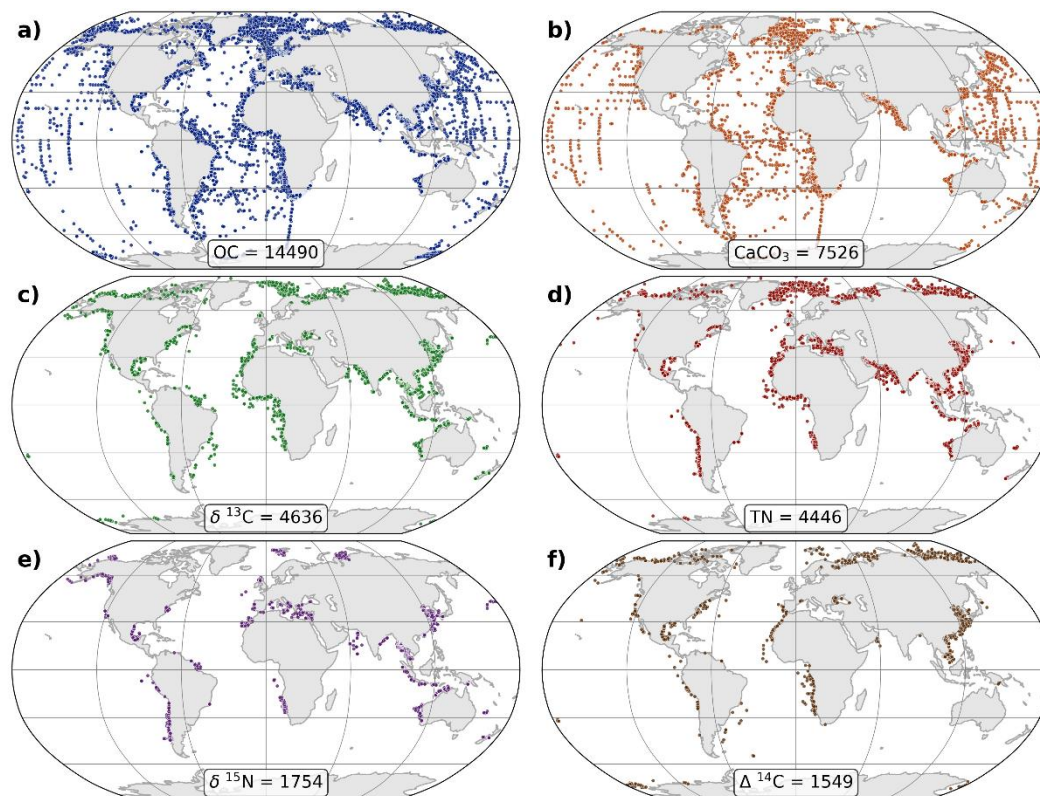 a)
b)
OC = 14490
CaCO₃ = 7526
c)
d)
δ ¹³C = 4636
TN = 4446
e)
f)
δ ¹⁵N = 1754
Δ ¹⁴C = 1549